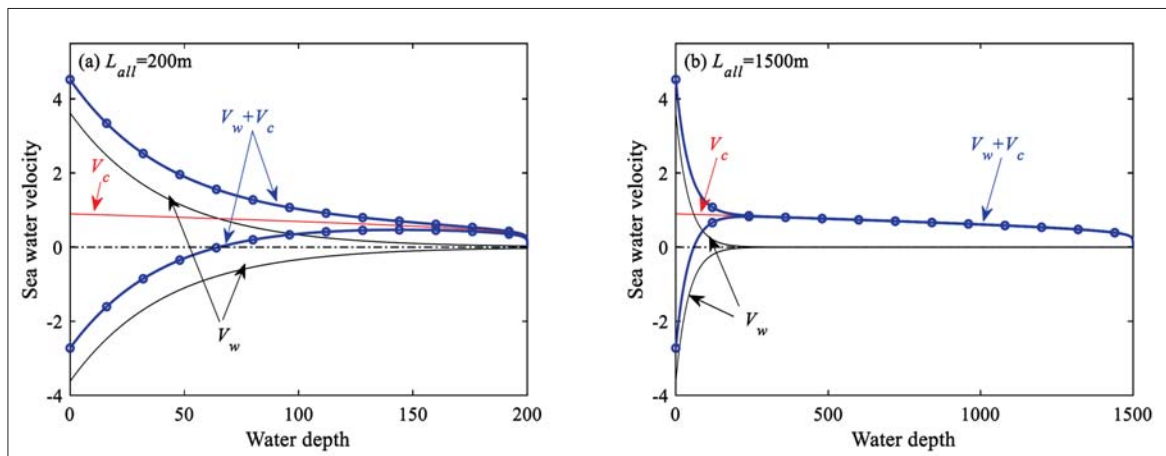 (a) L_all=200m
V_w+V_c
V_c
V_w
Sea water velocity
4
2
0
-2
-4
0
50
100
150
200
Water depth
(b) L_all=1500m
V_c
V_w+V_c
V_w
Sea water velocity
4
2
0
-2
-4
0
500
1000
1500
Water depth